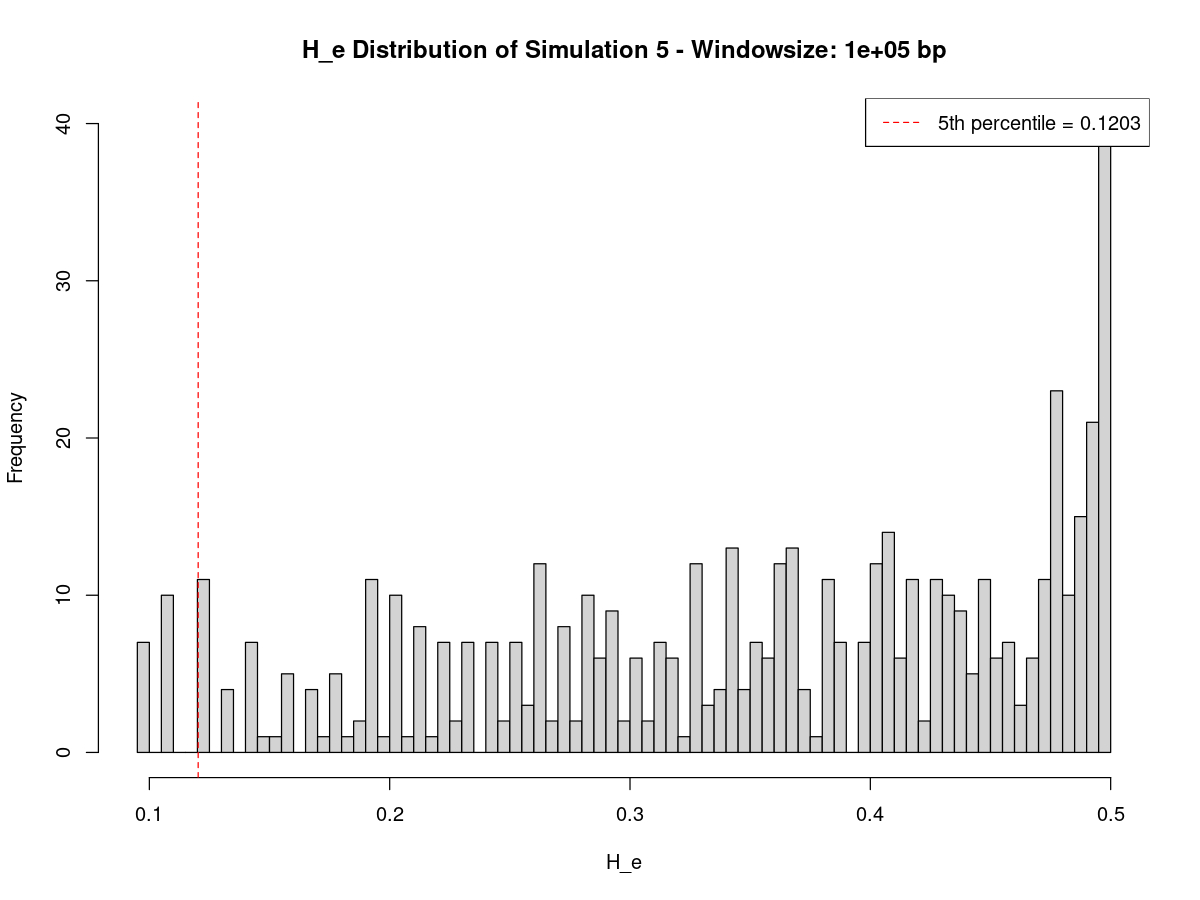 H_e Distribution of Simulation 5 - Windowsize: 1e+05 bp
5th percentile = 0.1203
Frequency
40
30
20
10
0
0.1 0.2 0.3 0.4 0.5
H_e